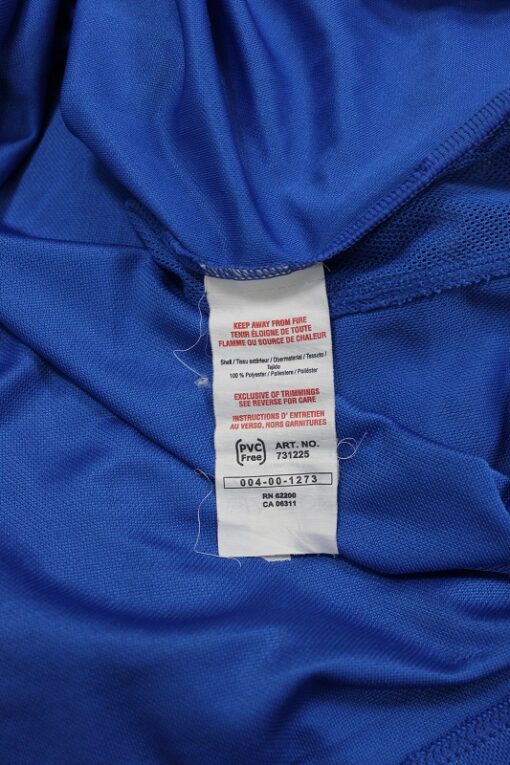 KEEP AWAY FROM FIRE
TENIR ÉLOIGNE DE TOUTE
FLAMME OU SOURCE DE CHALEUR
Shell / Tissu extérieur / Obermaterial / Tessuto /
Tejido
100 % Polyester / Poliestere / Poliéster
EXCLUSIVE OF TRIMMINGS
SEE REVERSE FOR CARE
INSTRUCTIONS D' ENTRETIEN
AU VERSO, HORS GARNITURES
PVC Free
ART. NO.
731225
004-00-1273
RN 62200
CA 06311